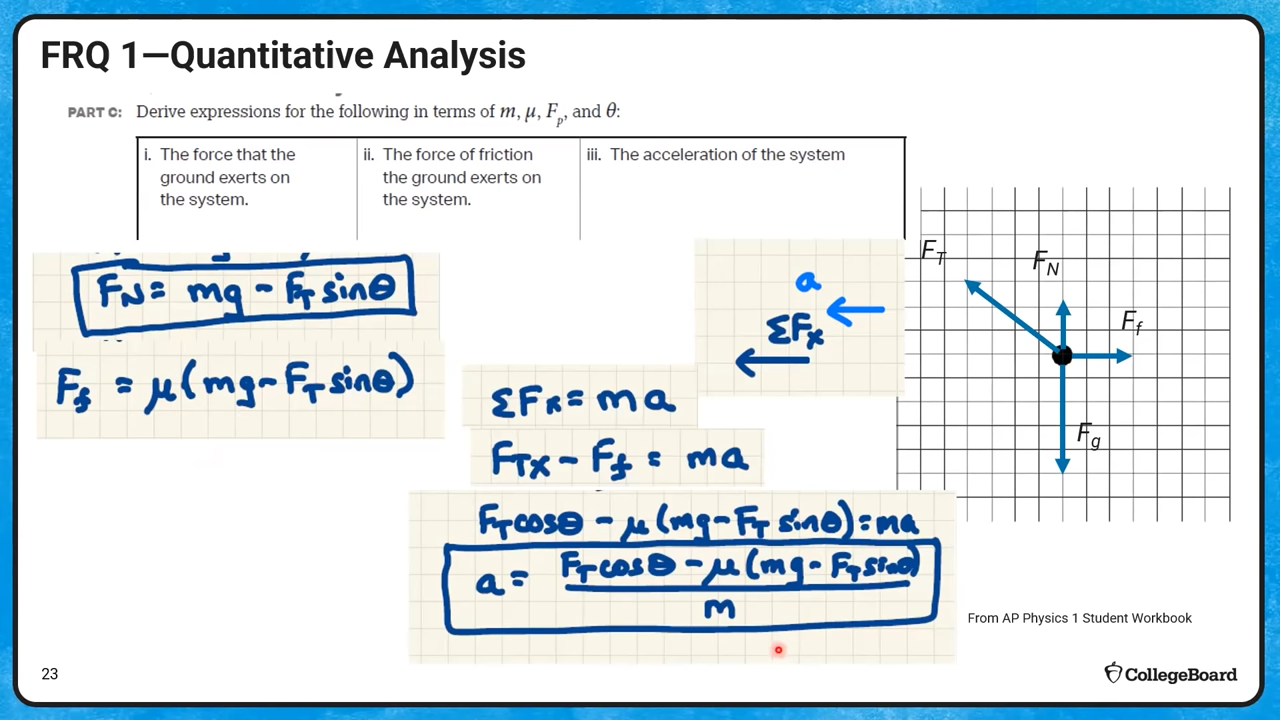 FRQ 1—Quantitative Analysis
PART C: Derive expressions for the following in terms of m, μ, Fₚ, and θ:
i. The force that the
ground exerts on
the system.
ii. The force of friction
the ground exerts on
the system.
iii. The acceleration of the system
F_N = mg - F_T sinθ
F_f = μ(mg - F_T sinθ)
a
ΣF_x
ΣF_x = ma
F_Tx - F_f = ma
F_T cosθ - μ(mg - F_T sinθ) = ma
a = F_T cosθ - μ(mg - F_T sinθ)
m
F_T
F_N
F_f
F_g
From AP Physics 1 Student Workbook
23
CollegeBoard